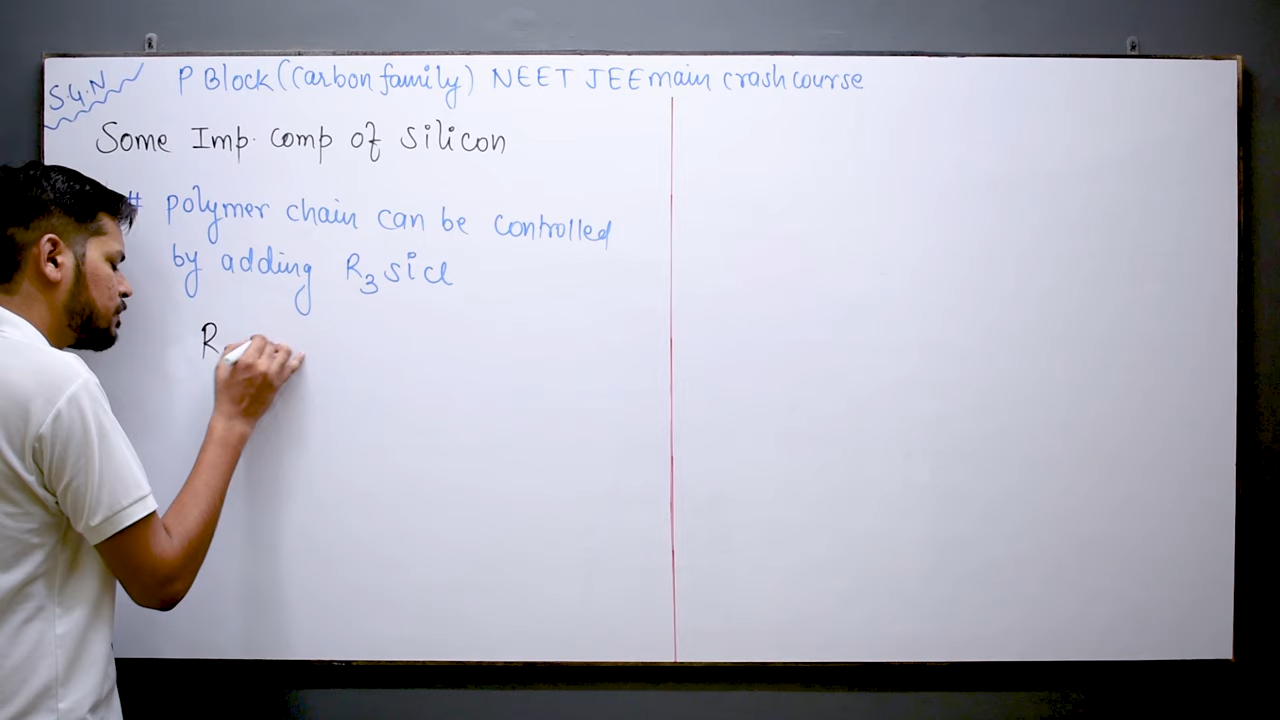 S.G.N
P Block (Carbon family) NEET JEE main crash course
Some Imp. comp of silicon
# polymer chain can be controlled
by adding R3sicl
R